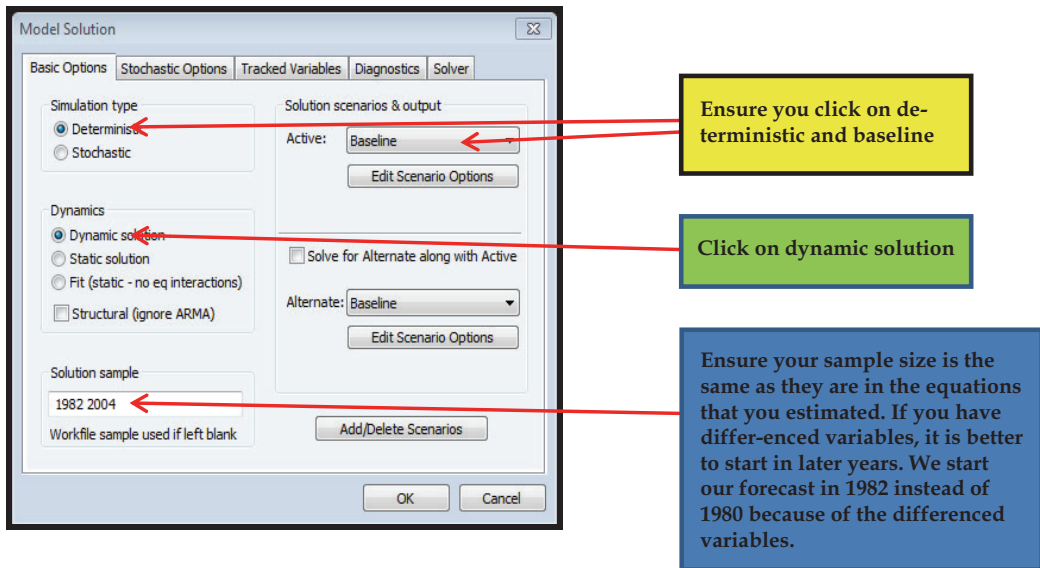 Model Solution
Basic Options
Stochastic Options
Tracked Variables
Diagnostics
Solver
Simulation type
Deterministic
Stochastic
Dynamics
Dynamic solution
Static solution
Fit (static - no eq interactions)
Structural (ignore ARMA)
Solution sample
1982 2004
Workfile sample used if left blank
Solution scenarios & output
Active:
Baseline
Edit Scenario Options
Solve for Alternate along with Active
Alternate:
Baseline
Edit Scenario Options
Add/Delete Scenarios
OK
Cancel
Ensure you click on de-
terministic and baseline
Click on dynamic solution
Ensure your sample size is the
same as they are in the equations
that you estimated. If you have
differ-enced variables, it is better
to start in later years. We start
our forecast in 1982 instead of
1980 because of the differenced
variables.